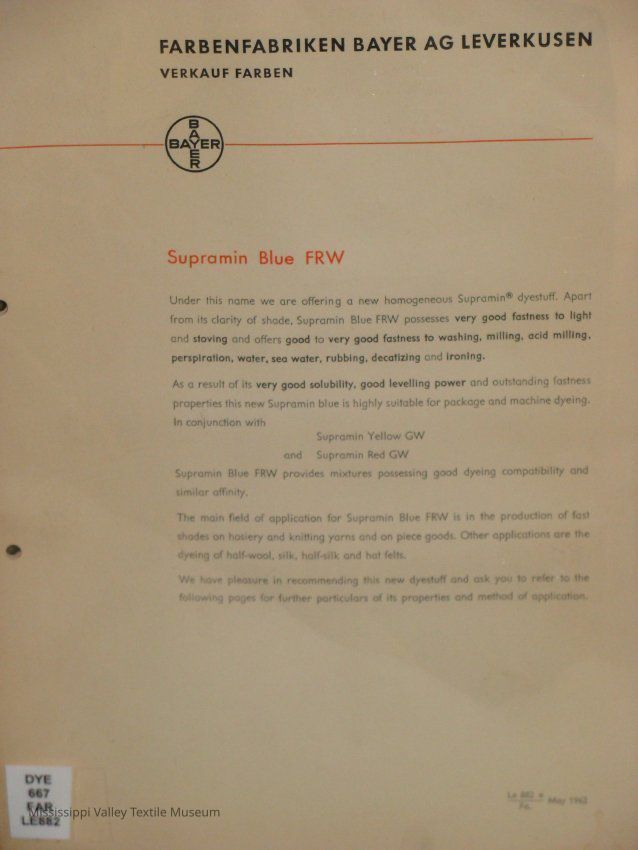 FARBENFABRIKEN BAYER AG LEVERKUSEN
VERKAUF FARBEN
BAYER
BAYER
Supramin Blue FRW
Under this name we are offering a new homogeneous Supramin® dyestuff. Apart
from its clarity of shade, Supramin Blue FRW possesses very good fastness to light
and stoving and offers good to very good fastness to washing, milling, acid milling,
perspiration, water, sea water, rubbing, decatizing and ironing.
As a result of its very good solubility, good levelling power and outstanding fastness
properties this new Supramin blue is highly suitable for package and machine dyeing.
In conjunction with
Supramin Yellow GW
and Supramin Red GW
Supramin Blue FRW provides mixtures possessing good dyeing compatibility and
similar affinity.
The main field of application for Supramin Blue FRW is in the production of fast
shades on hosiery and knitting yarns and on piece goods. Other applications are the
dyeing of half-wool, silk, half-silk and hat felts.
We have pleasure in recommending this new dyestuff and ask you to refer to the
following pages for further particulars of its properties and method of application.
Le 882 e
May 1962
DYE
667
FAR
LE882
Mississippi Valley Textile Museum